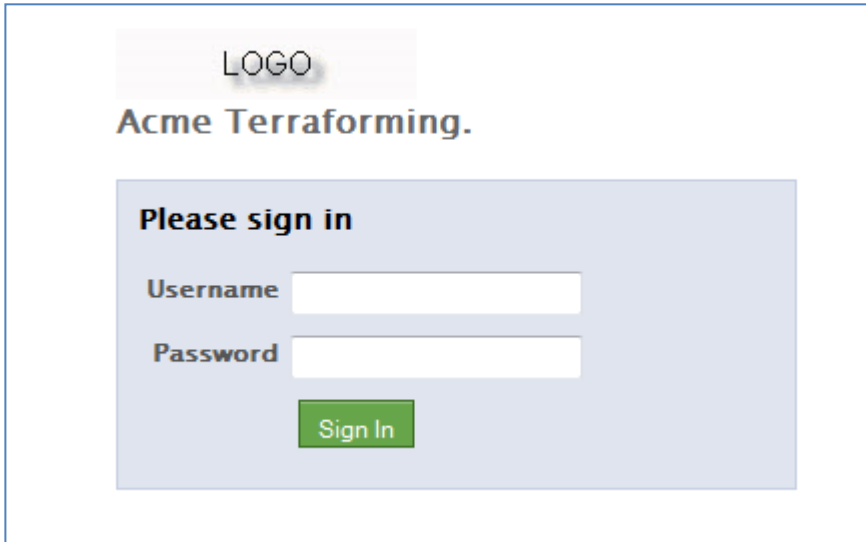 LOGO
Acme Terraforming.
Please sign in
Username
Password
Sign In